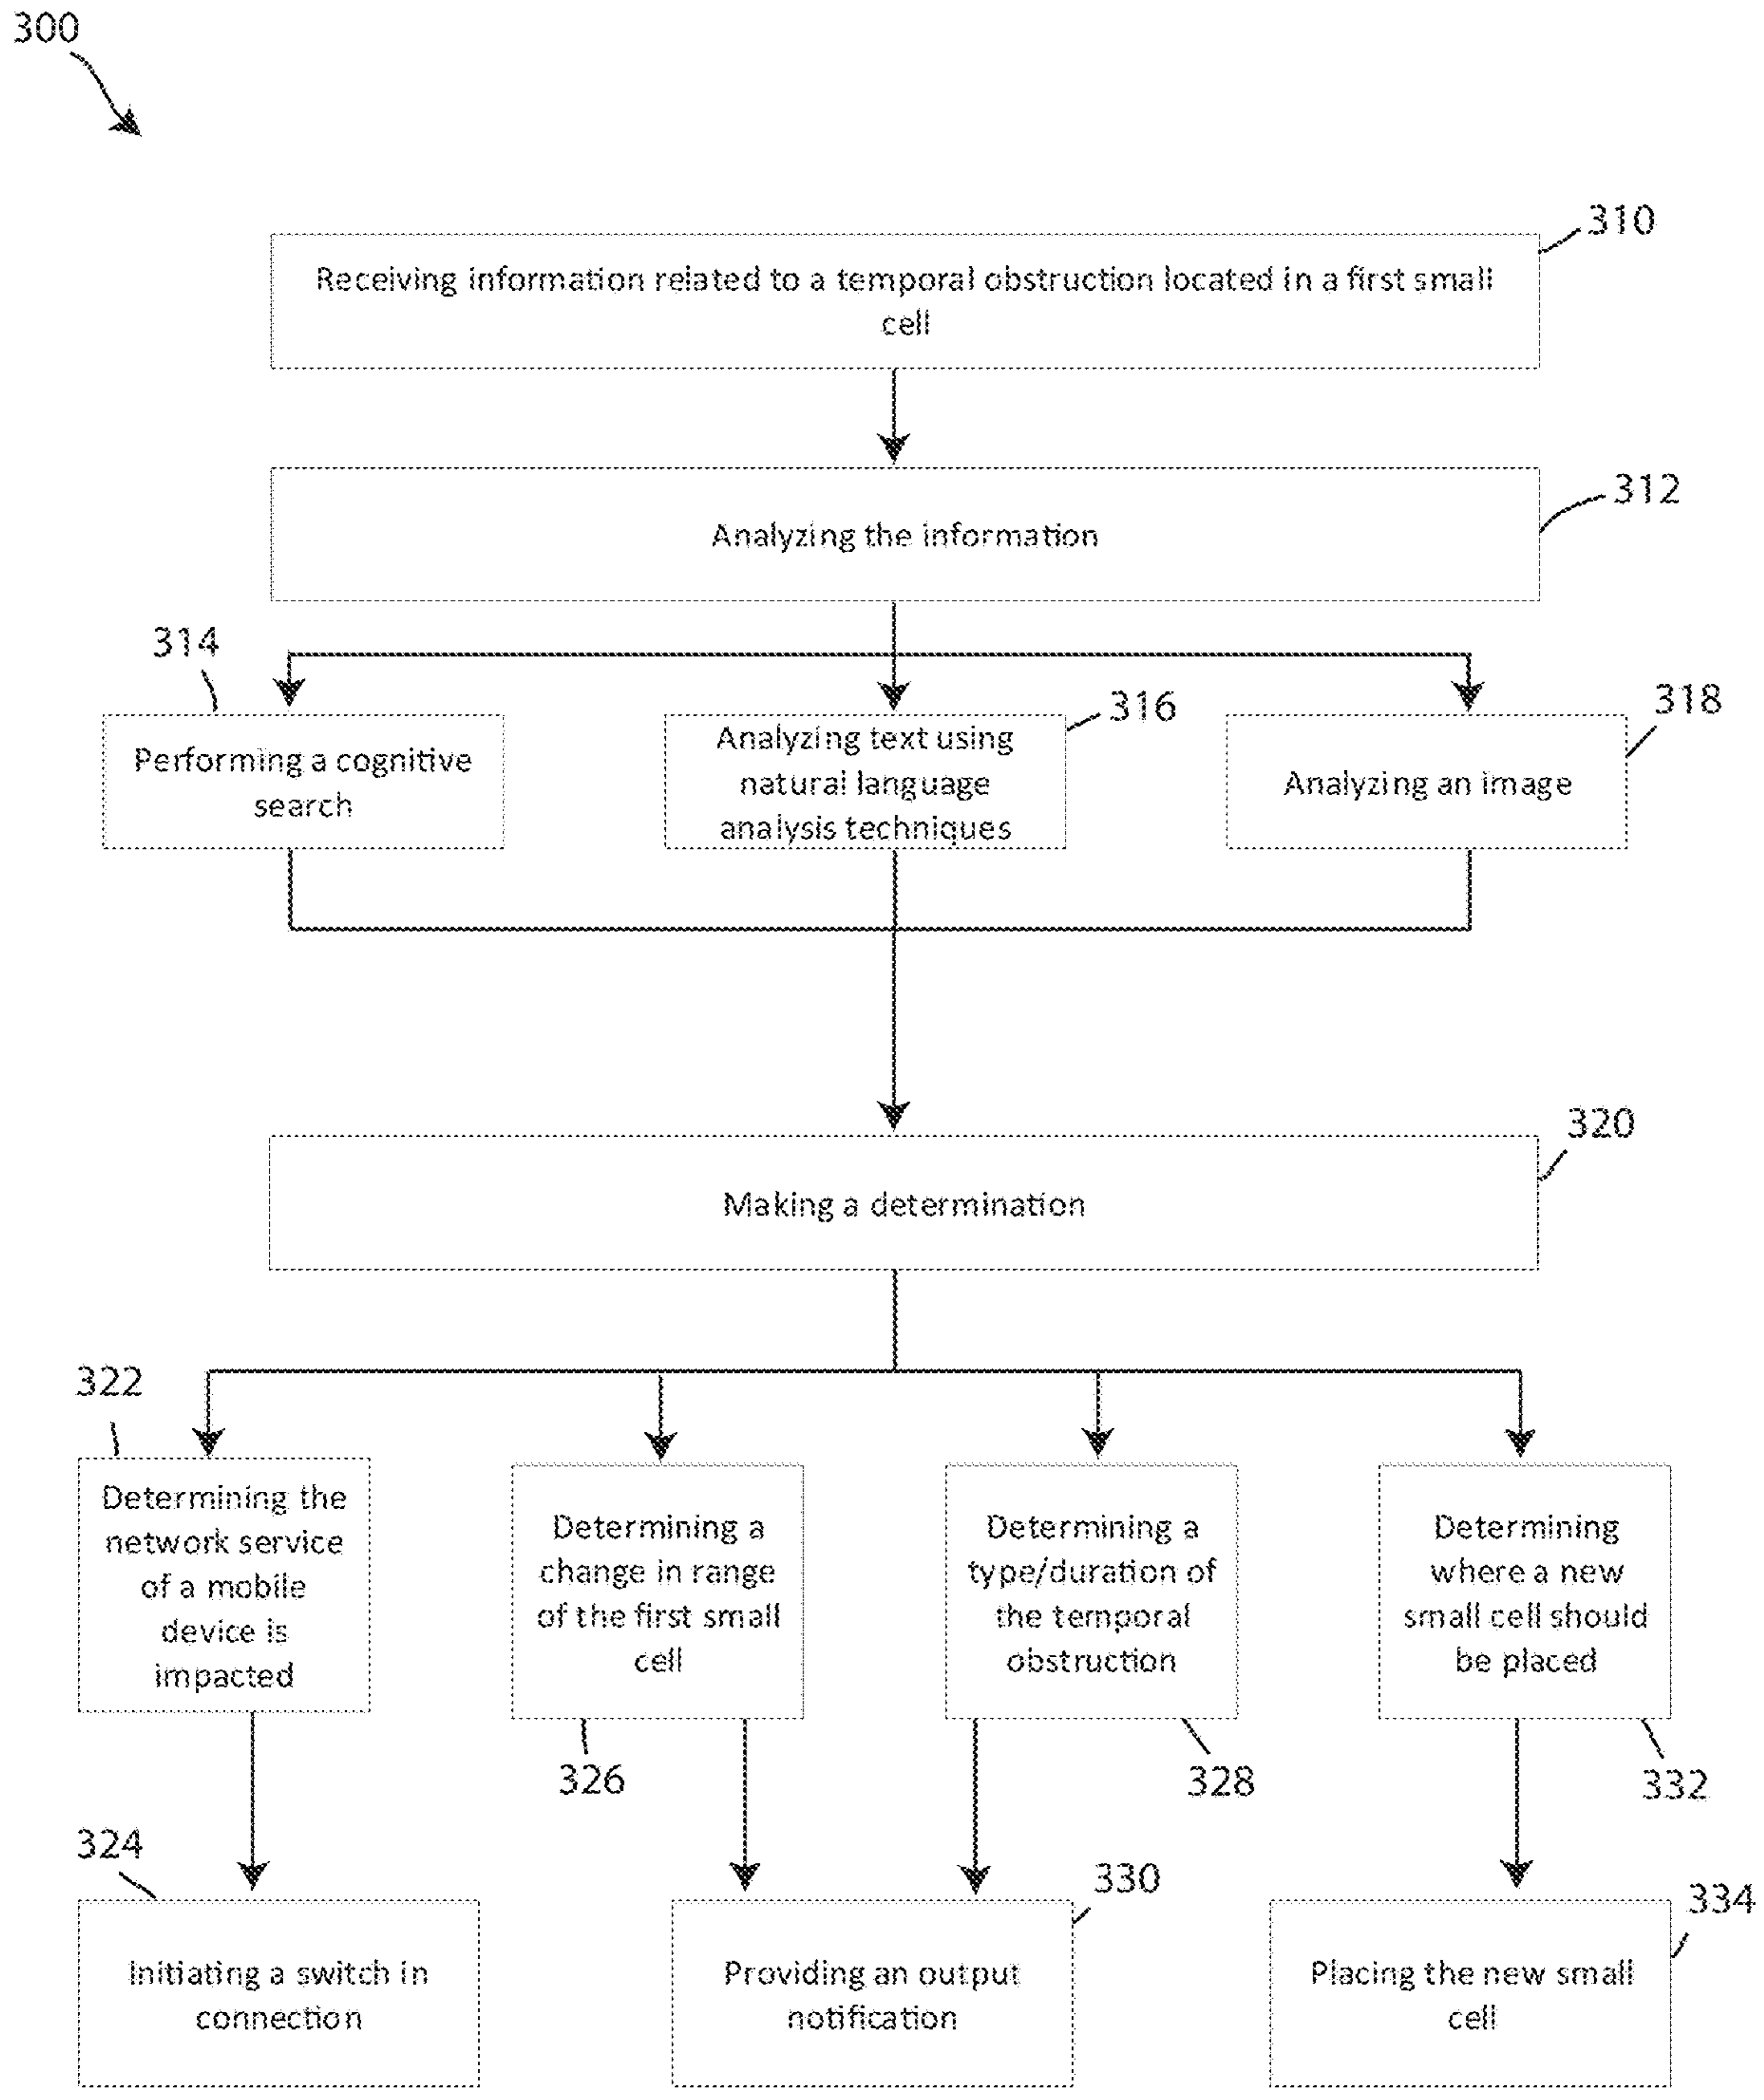 300
310
Receiving information related to a temporal obstruction located in a first small
cell
312
Analyzing the information
314
Performing a cognitive
search
316
Analyzing text using
natural language
analysis techniques
318
Analyzing an image
320
Making a determination
322
Determining the
network service
of a mobile
device is
impacted
Determining a
change in range
of the first small
cell
326
Determining a
type/duration of
the temporal
obstruction
328
Determining
where a new
small cell should
be placed
332
324
Initiating a switch in
connection
330
Providing an output
notification
334
Placing the new small
cell